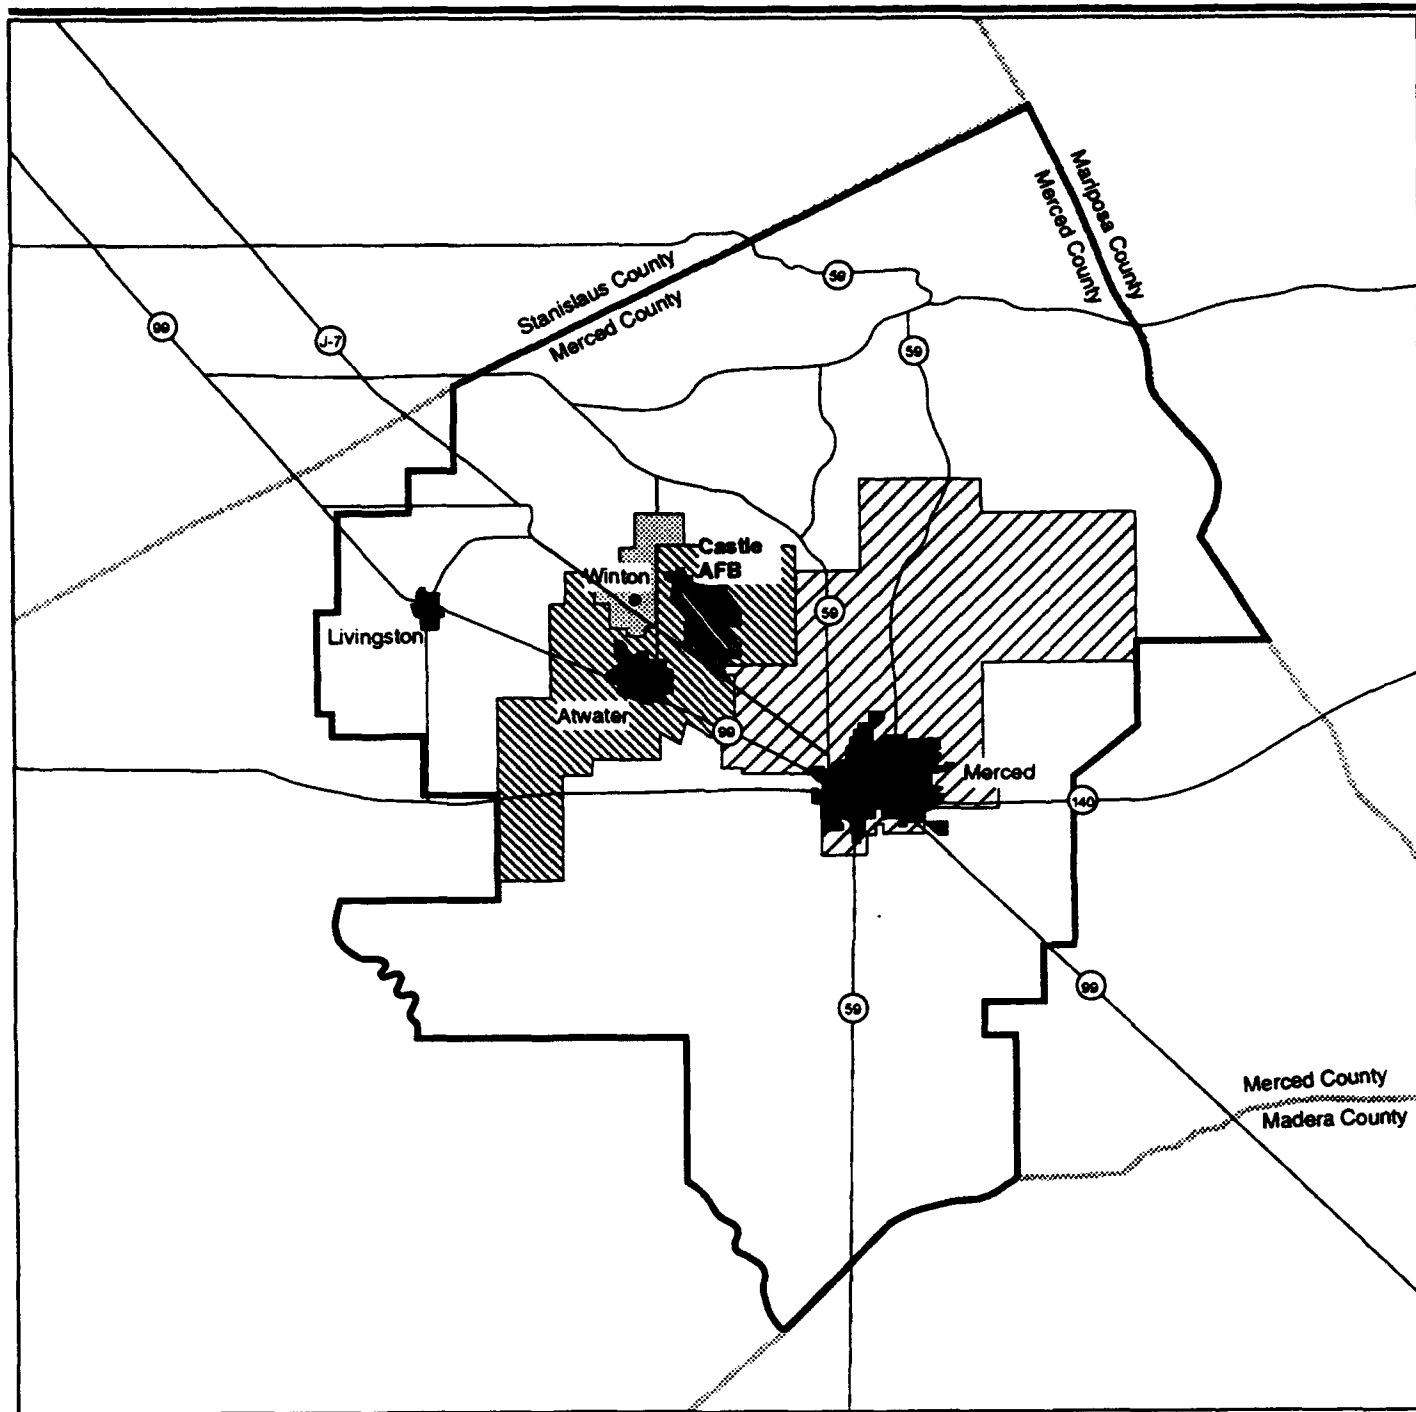 Mariposa County
Merced County
59
Stanislaus County
Merced County
99
J-7
59
Castle
AFB
Winton
59
Livingston
Atwater
99
Merced
140
99
59
Merced County
Madera County